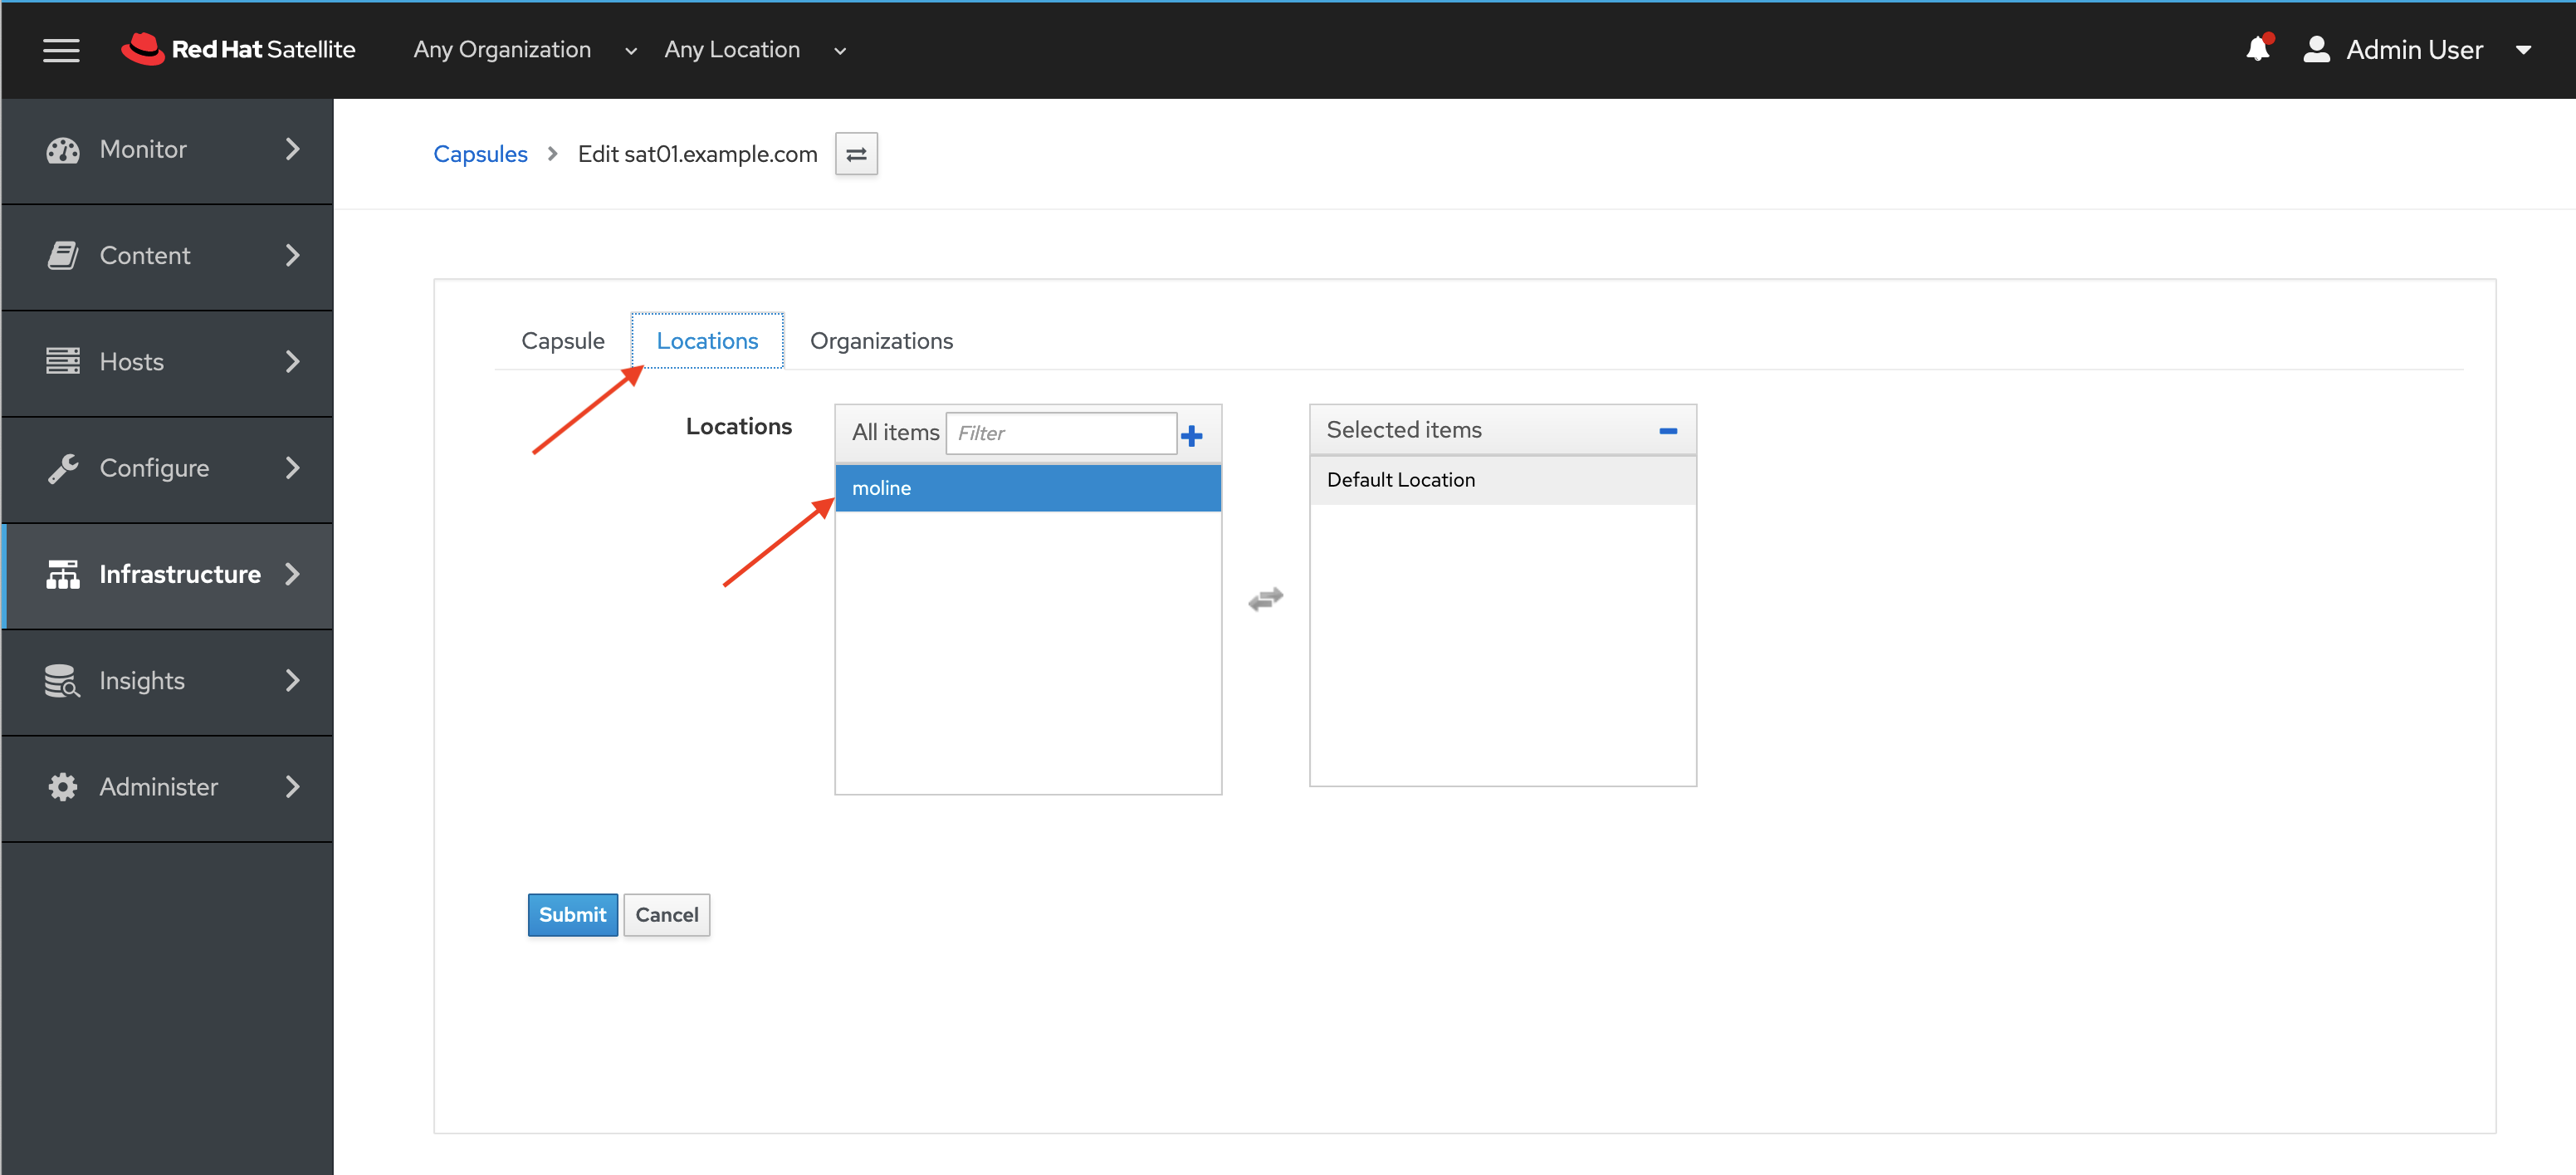 Red Hat Satellite
Any Organization
Any Location
Admin User
Monitor
Content
Hosts
Configure
Infrastructure
Insights
Administer
Capsules
Edit sat01.example.com
Capsule
Locations
Organizations
Locations
All items
Filter
moline
Selected items
Default Location
Submit
Cancel